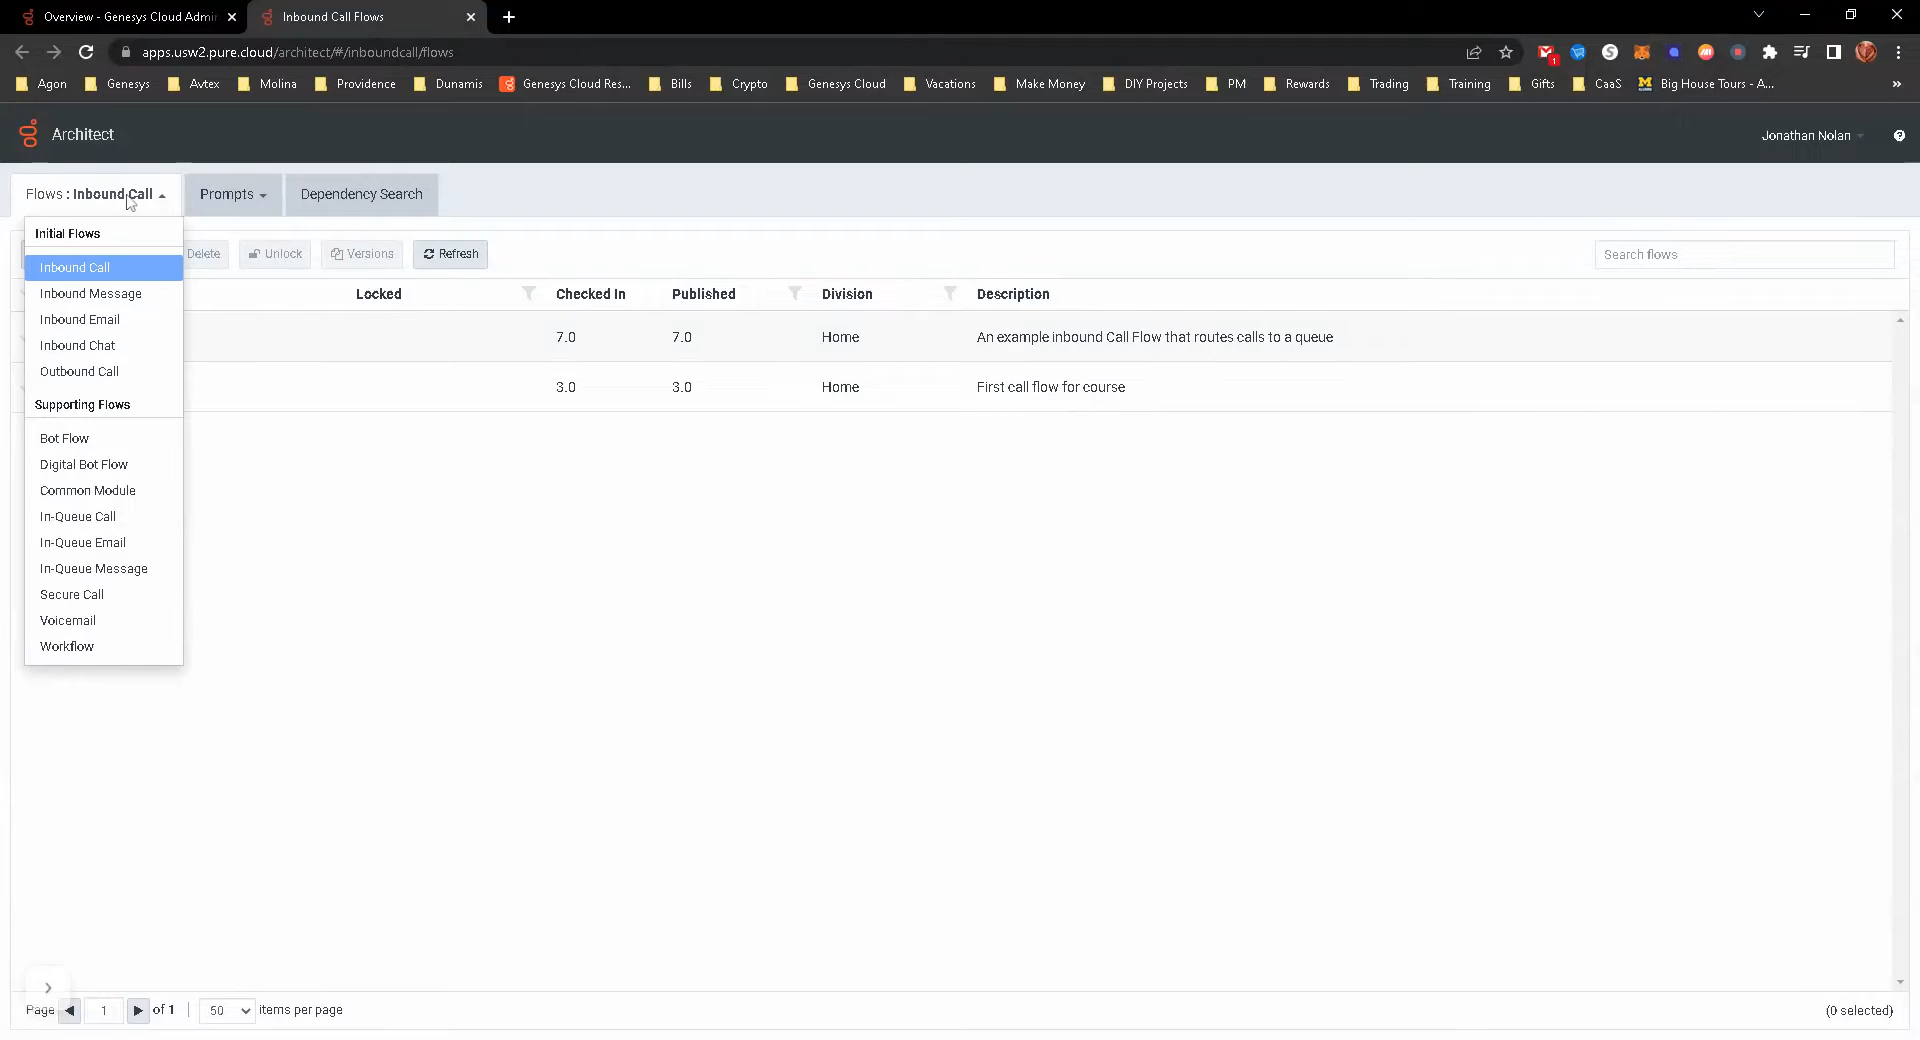 Overview - Genesys Cloud Admin
Inbound Call Flows
apps.usw2.pure.cloud/architect/#/inboundcall/flows
1
Agon
Genesys
Avtex
Molina
Providence
Dunamis
Genesys Cloud Res...
Bills
Crypto
Genesys Cloud
Vacations
Make Money
DIY Projects
PM
Rewards
Trading
Training
Gifts
CaaS
Big House Tours - A...
Architect
Jonathan Nolan
Flows : Inbound Call
Prompts
Dependency Search
Initial Flows
Inbound Call
Inbound Message
Inbound Email
Inbound Chat
Outbound Call
Supporting Flows
Bot Flow
Digital Bot Flow
Common Module
In-Queue Call
In-Queue Email
In-Queue Message
Secure Call
Voicemail
Workflow
Delete
Unlock
Versions
Refresh
Search flows
Locked
Checked In
Published
Division
Description
7.0
7.0
Home
An example inbound Call Flow that routes calls to a queue
3.0
3.0
Home
First call flow for course
Page
1
of 1
50
items per page
(0 selected)